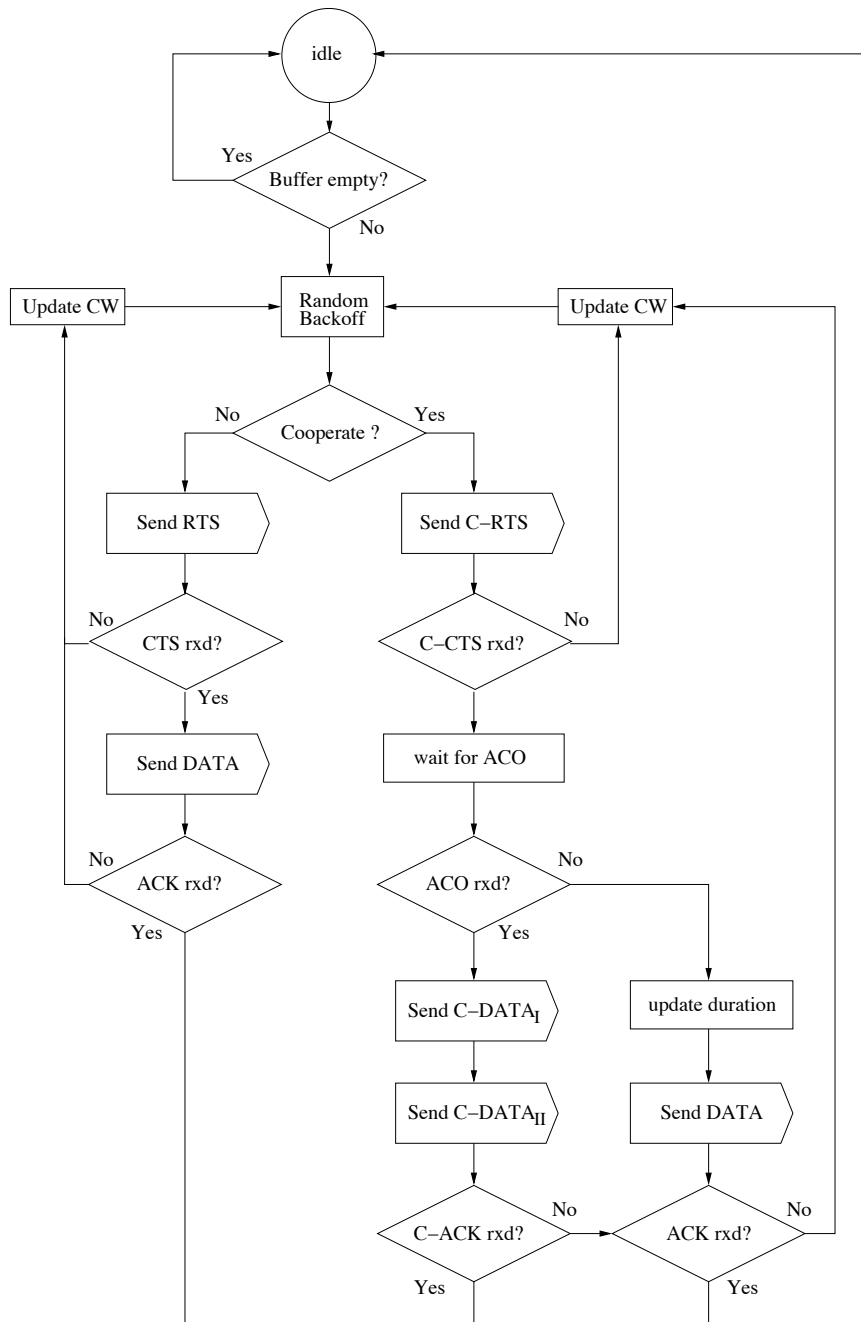 idle
Yes
Buffer empty?
No
Update CW
Random
Backoff
Update CW
No
Yes
Cooperate ?
Send RTS
Send C–RTS
No
CTS rxd?
Yes
C–CTS rxd?
No
Send DATA
wait for ACO
No
ACK rxd?
Yes
ACO rxd?
No
Yes
Send C–DATAI
update duration
Send C–DATAII
Send DATA
C–ACK rxd?
No
Yes
ACK rxd?
No
Yes